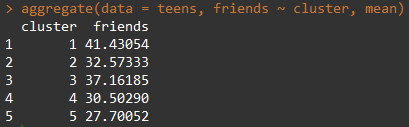 > aggregate(data = teens, friends ~ cluster, mean)
cluster friends
1 1 41.43054
2 2 32.57333
3 3 37.16185
4 4 30.50290
5 5 27.70052